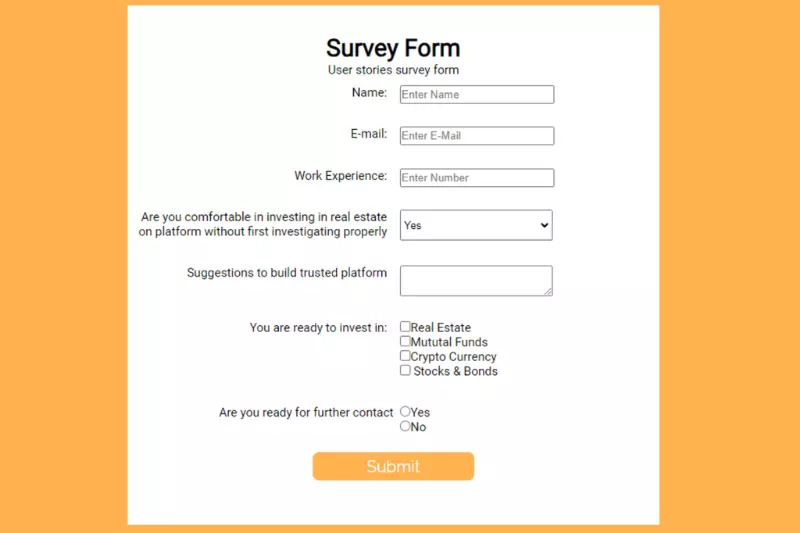 Survey Form
User stories survey form
Name: Enter Name
E-mail: Enter E-Mail
Work Experience: Enter Number
Are you comfortable in investing in real estate
on platform without first investigating properly
Yes
Suggestions to build trusted platform
You are ready to invest in: Real Estate
Mututal Funds
Crypto Currency
Stocks & Bonds
Are you ready for further contact Yes
No
Submit